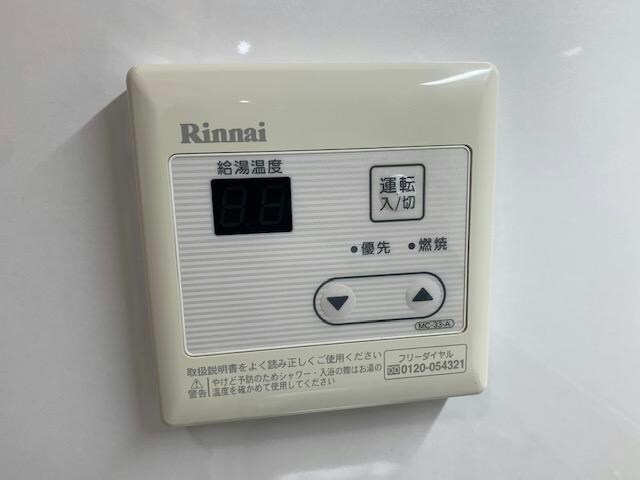 Rinnai
給湯温度
運転
入/切
優先
燃焼
MC-33-A
取扱説明書をよく読み正しくご使用ください
警告
やけど予防のためシャワー・入浴の際はお湯の
温度を確かめて使用してください
フリーダイヤル
0120-054321